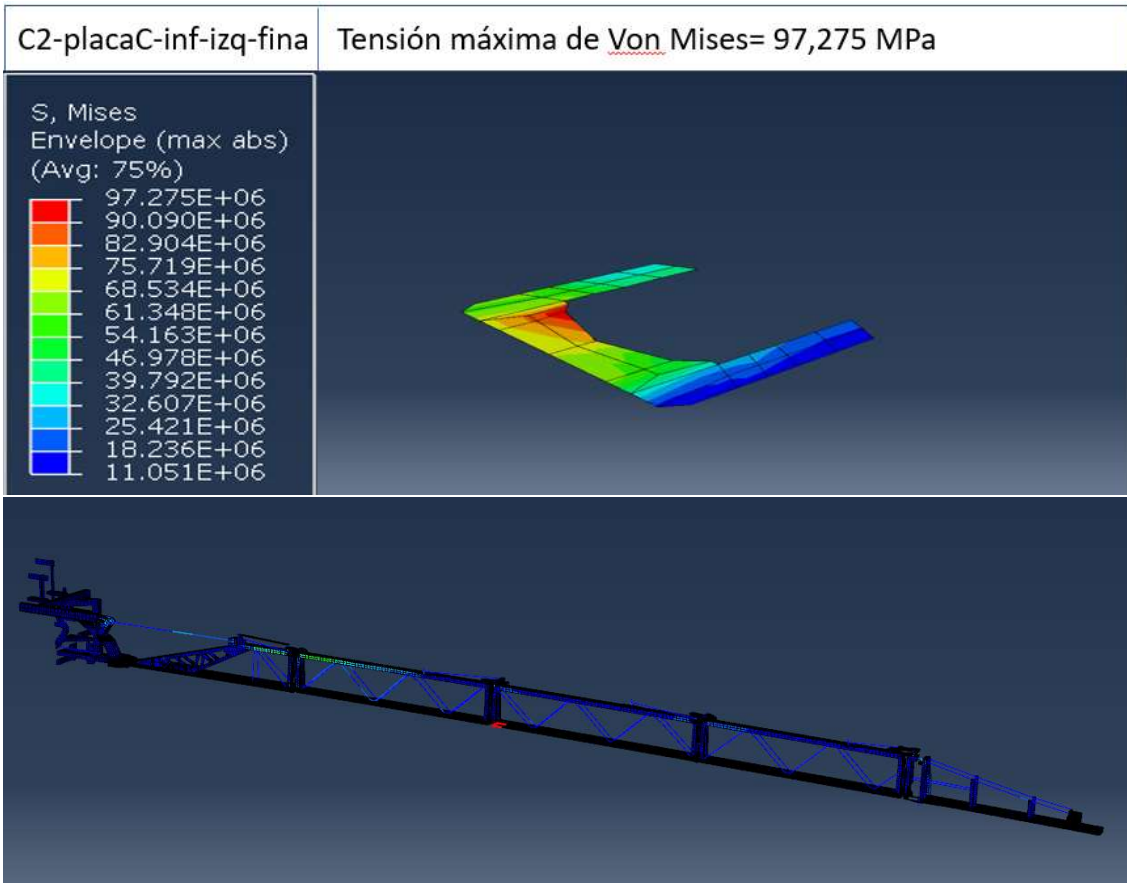 C2-placaC-inf-izq-fina
Tensión máxima de Von Mises= 97,275 MPa
S, Mises
Envelope (max abs)
(Avg: 75%)
97.275E+06
90.090E+06
82.904E+06
75.719E+06
68.534E+06
61.348E+06
54.163E+06
46.978E+06
39.792E+06
32.607E+06
25.421E+06
18.236E+06
11.051E+06